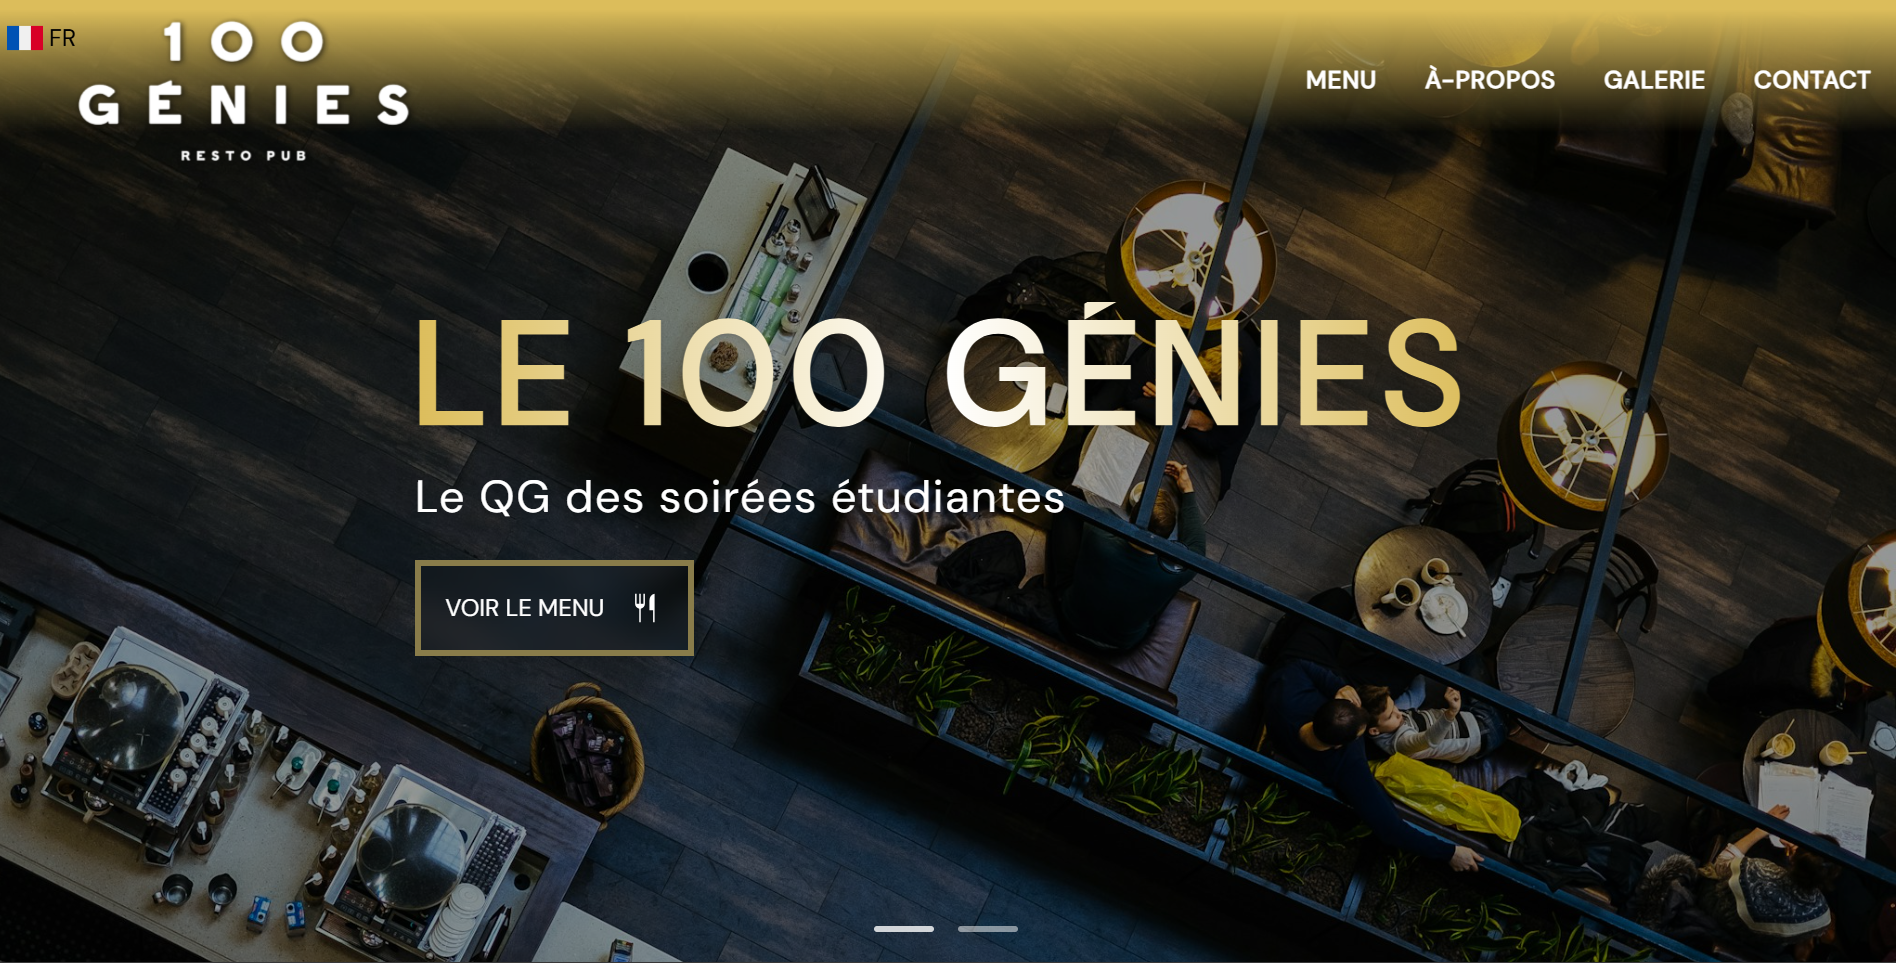 FR
100
GÉNIES
RESTO PUB
MENU À-PROPOS GALERIE CONTACT
LE 100 GÉNIES
Le QG des soirées étudiantes
VOIR LE MENU